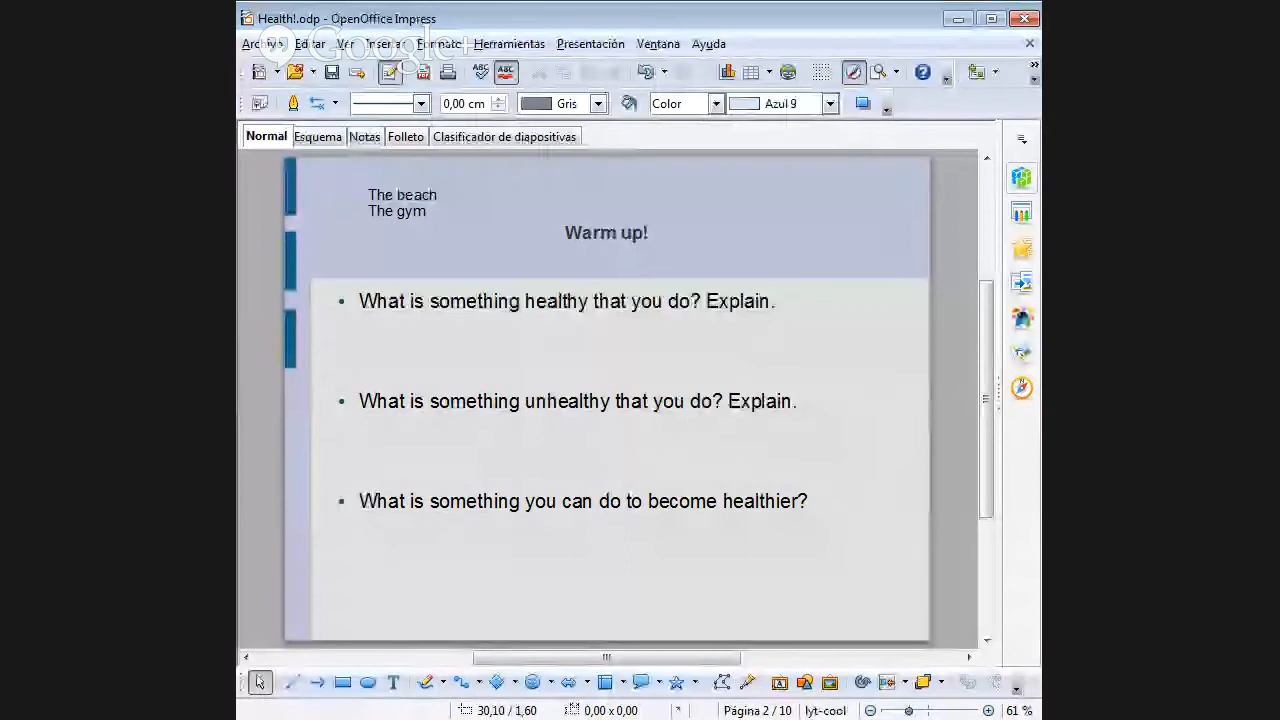 Health!.odp - OpenOffice Impress
Archivo Editar Ver Insertar Formato Herramientas Presentación Ventana Ayuda
Google+
0,00 cm Gris Color Azul 9
Normal Esquema Notas Folleto Clasificador de diapositivas
The beach
The gym
Warm up!
• What is something healthy that you do? Explain.
• What is something unhealthy that you do? Explain.
• What is something you can do to become healthier?
30,10 / 1,60 0,00 x 0,00 * Página 2 / 10 lyt-cool 61 %